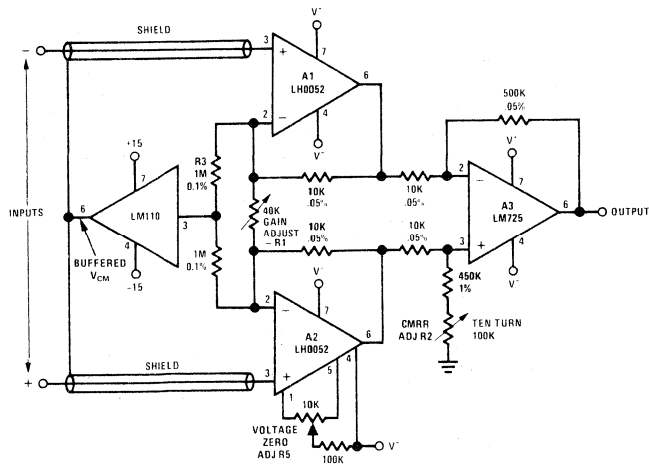 SHIELD
−
3
+
A1
LH0052
2
−
V⁻
7
6
4
V⁻
500K
.05%
+15
7
R3
1M
0.1%
10K
.05%
10K
.05%
V⁺
2
−
7
A3
LM725
6
OUTPUT
3
+
4
V⁻
INPUTS
6
LM110
3
4
−15
BUFFERED
VCM
40K
GAIN
ADJUST
−R1
10K
.05%
10K
.05%
1M
0.1%
450K
1%
CMRR
ADJ R2
TEN TURN
100K
V⁻
2
−
7
A2
LH0052
6
4
3
+
1
5
SHIELD
+
10K
VOLTAGE
ZERO
ADJ R5
100K
V⁻